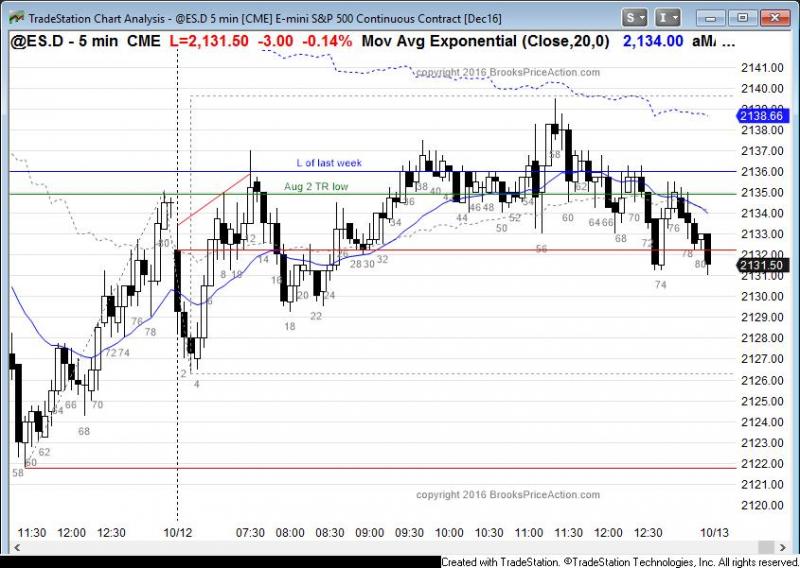 TradeStation Chart Analysis - @ES.D 5 min [CME] E-mini S&P 500 Continuous Contract [Dec16]
S I
@ES.D - 5 min CME L=2,131.50 -3.00 -0.14% Mov Avg Exponential (Close,20,0) 2,134.00 aMA ...
copyright 2016 BrooksPriceAction.com
2141.00
2140.00
2138.66
2138.00
2137.00
L of last week
2136.00
Aug 2 TR low
2135.00
2134.00
2133.00
2132.00
2131.50
2130.00
2129.00
2128.00
2127.00
2126.00
2125.00
2124.00
2123.00
2122.00
2121.00
2120.00
58 60 62 64 66 68 70 72 74 76 78 80
2 4 6 8 10 12 14 16 18 20 22 24 26 28 30 32 34 36 38 40
44 46 48 50 52 54 56 58 60 62 64 66 68 70 72 74 76 78 80
copyright 2016 BrooksPriceAction.com
11:30 12:00 12:30 10/12 07:30 08:00 08:30 09:00 09:30 10:00 10:30 11:00 11:30 12:00 12:30 10/13
Created with TradeStation. ©TradeStation Technologies, Inc. All rights reserved.